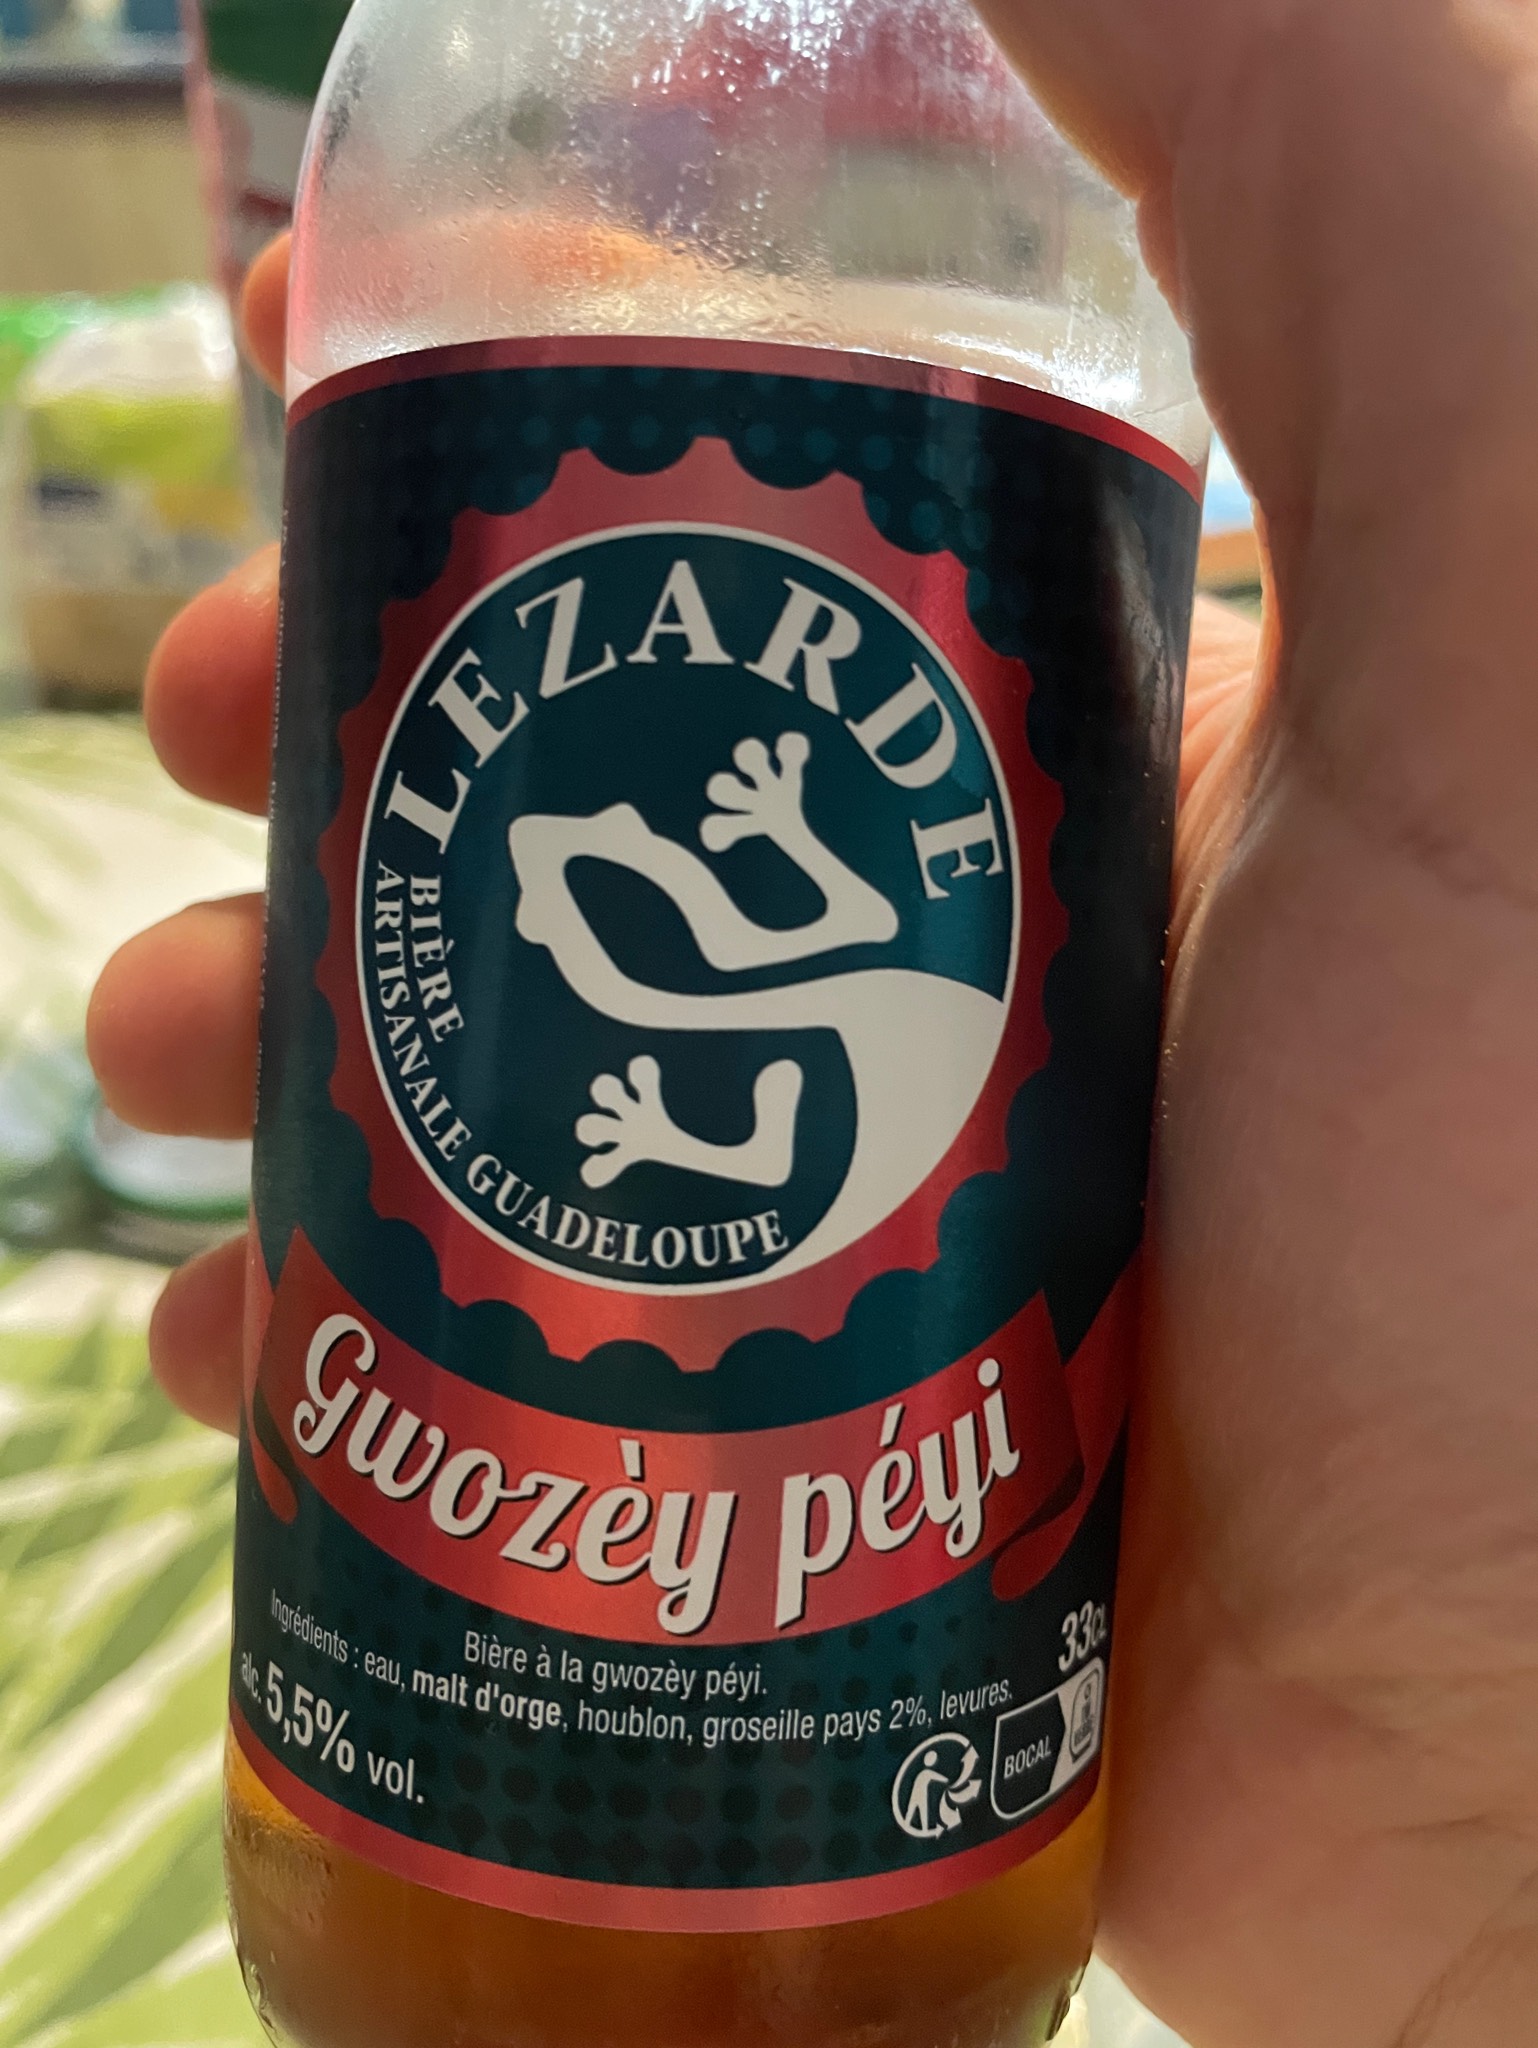 LEZARDE
BIÈRE
ARTISANALE GUADELOUPE
Gwozèy péyi
Bière à la gwozèy péyi.
Ingrédients : eau, malt d'orge, houblon, groseille pays 2%, levures.
alc. 5,5% vol.
33CL
BOCAL